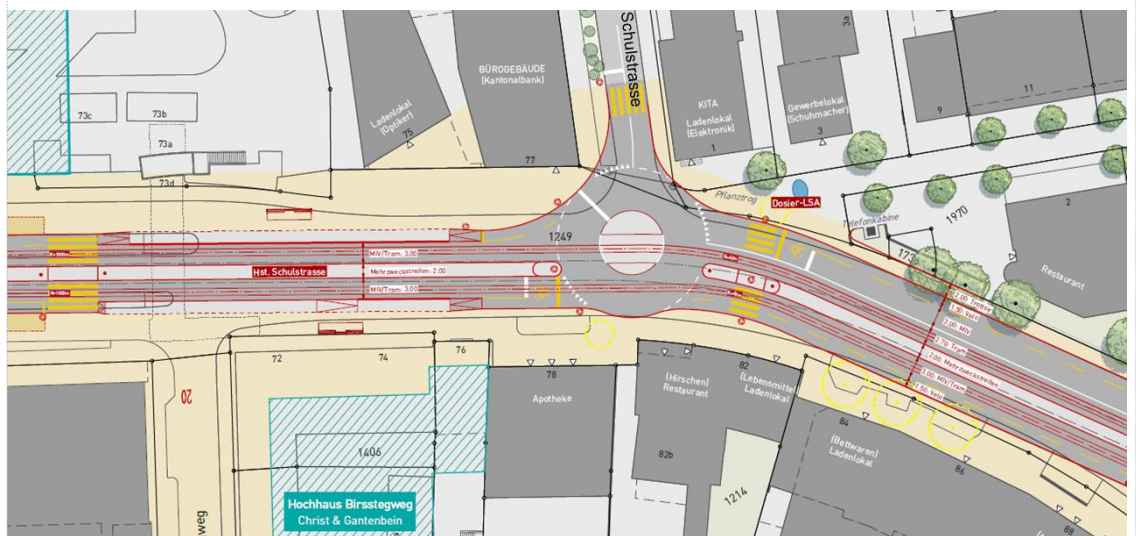 Schulstrasse
BÜROGEBÄUDE
(Kantonalbank)
Ladenlokal
(Optiker)
75
77
KITA
Ladenlokal
(Elektronik)
1
Gewerbelokal
(Schuhmacher)
3
3a
9
11
73c
73b
73a
73d
Pflanztrog
Dosier-LSA
Telefonkabine
1970
2
173
Restaurant
1249
MIV/Tram: 3.00
Hst. Schulstrasse
Mehrzweckstreifen: 2.00
MIV/Tram: 3.00
2.00: Trottoir
1.50: Velo
3.00: MIV
2.70: Tram
2.00: Mehrzweckstreifen
3.00: MIV/Tram
1.50: Velo
72
74
76
78
Apotheke
82
(Hirschen)
Restaurant
(Lebensmittel)
Ladenlokal
84
(Bettwaren)
Ladenlokal
86
88
82b
1214
20
1406
Hochhaus Birsstegweg
Christ & Gantenbein
weg